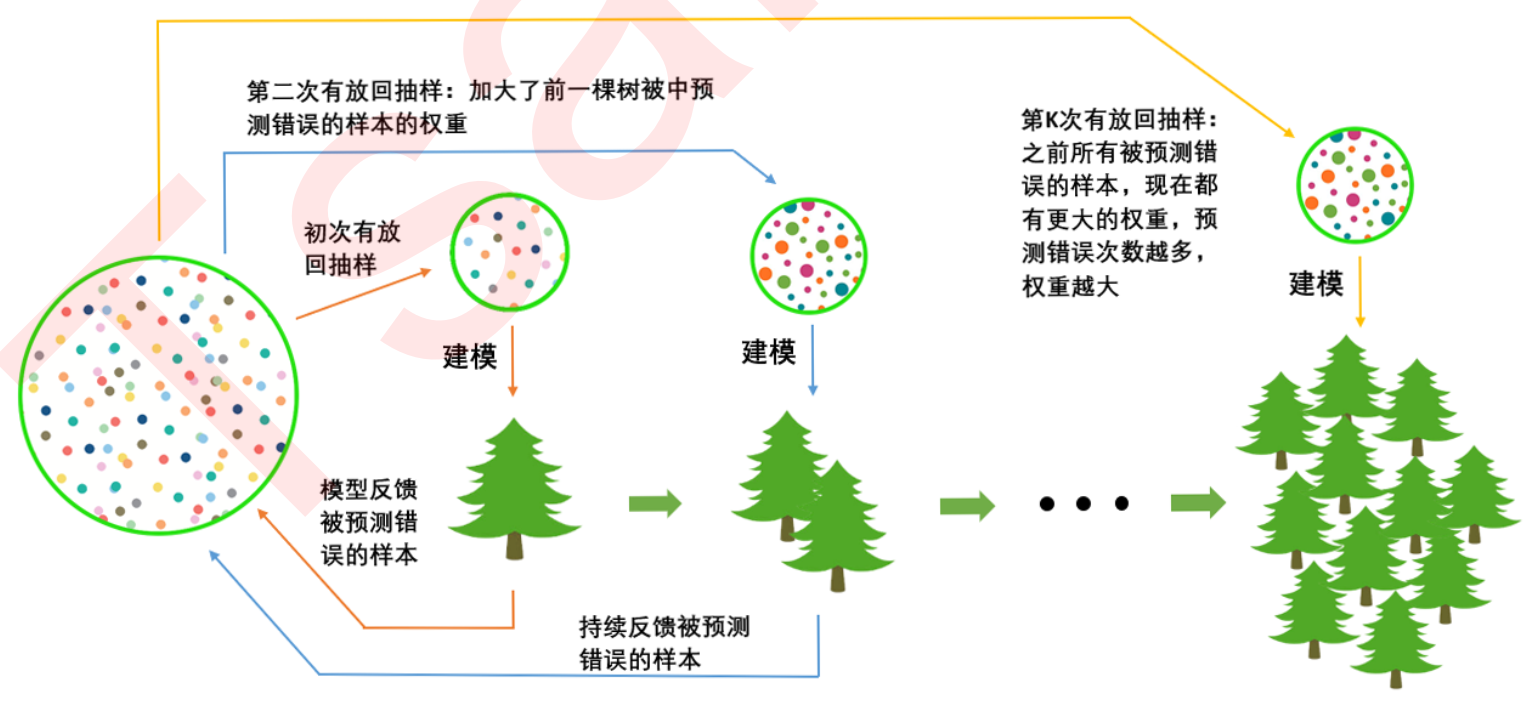 第二次有放回抽样：加大了前一棵树被中预
测错误的样本的权重
初次有放
回抽样
建模
建模
第K次有放回抽样：
之前所有被预测错
误的样本，现在都
有更大的权重，预
测错误次数越多，
权重越大
建模
模型反馈
被预测错
误的样本
持续反馈被预测
错误的样本